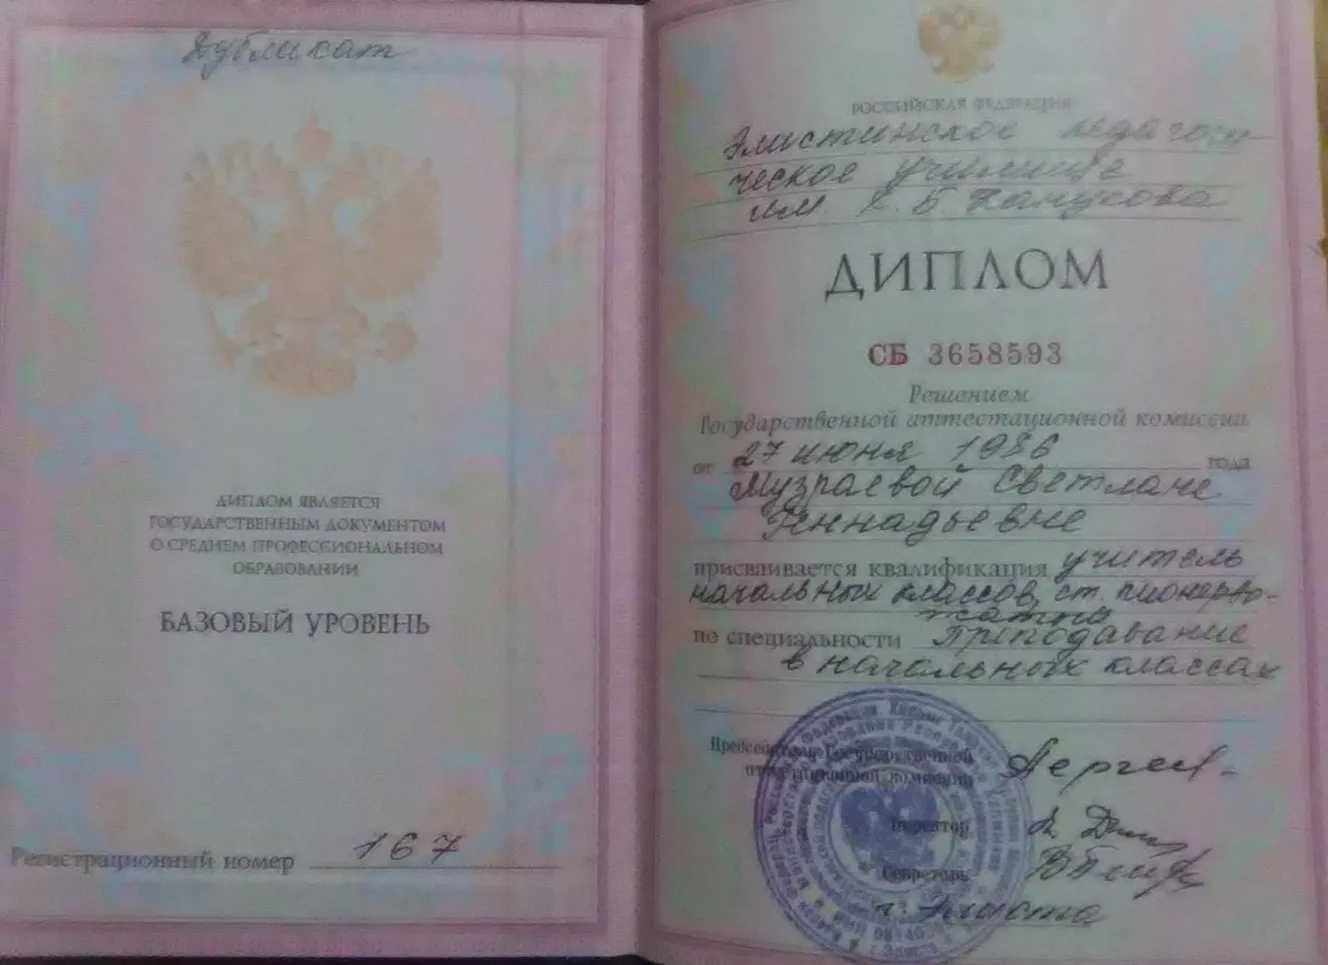 Дубликат
ДИПЛОМ ЯВЛЯЕТСЯ
ГОСУДАРСТВЕННЫМ ДОКУМЕНТОМ
О СРЕДНЕМ ПРОФЕССИОНАЛЬНОМ
ОБРАЗОВАНИИ
БАЗОВЫЙ УРОВЕНЬ
Регистрационный номер 167
РОССИЙСКАЯ ФЕДЕРАЦИЯ
Элистинское педагоги-
ческое училище
им. Х.Б. Канукова
ДИПЛОМ
СБ 3658593
Решением
Государственной аттестационной комиссии
от 27 июня 1986 года
Музраевой Светлане
Геннадьевне
присваивается квалификация учитель
начальных классов, ст. пионерво-
жатый
по специальности Преподавание
в начальных классах
Председатель Государственной
аттестационной комиссии
Директор
Секретарь
г. Элиста